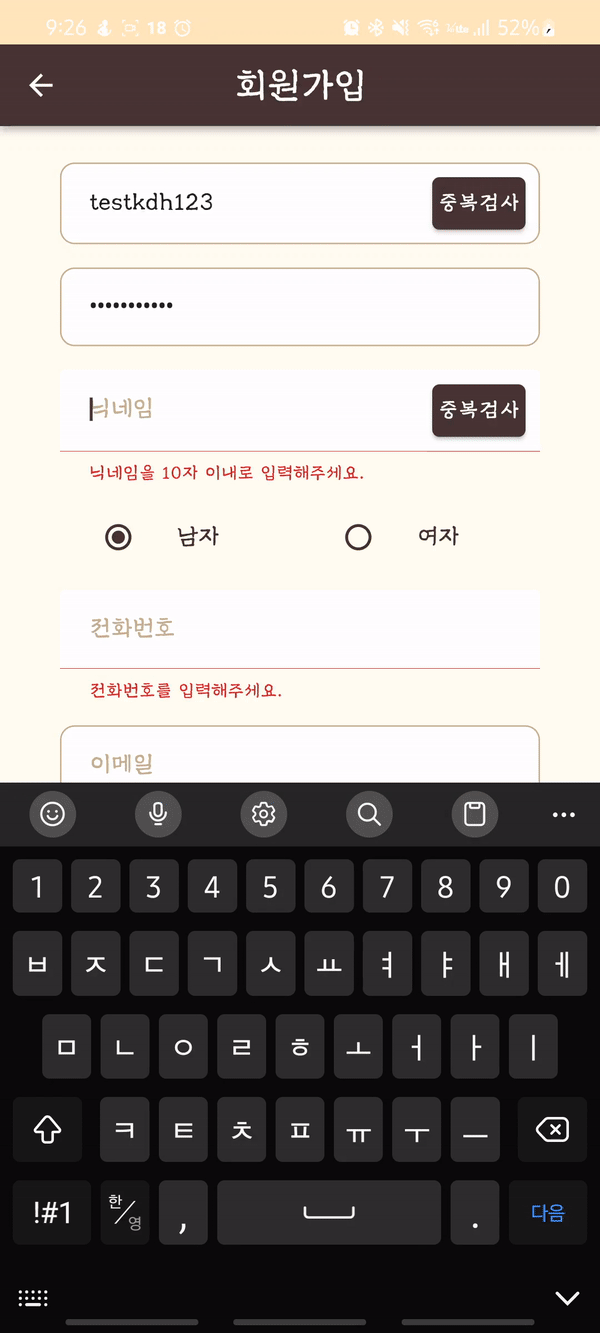 9:26 18 52%
회원가입
testkdh123 중복검사
•••••••••••
닉네임 중복검사
닉네임을 10자 이내로 입력해주세요.
남자 여자
전화번호
전화번호를 입력해주세요.
이메일
1 2 3 4 5 6 7 8 9 0
ㅂ ㅈ ㄷ ㄱ ㅅ ㅛ ㅕ ㅑ ㅐ ㅔ
ㅁ ㄴ ㅇ ㄹ ㅎ ㅗ ㅓ ㅏ ㅣ
ㅋ ㅌ ㅊ ㅍ ㅠ ㅜ ㅡ
!#1 한/영 , . 다음